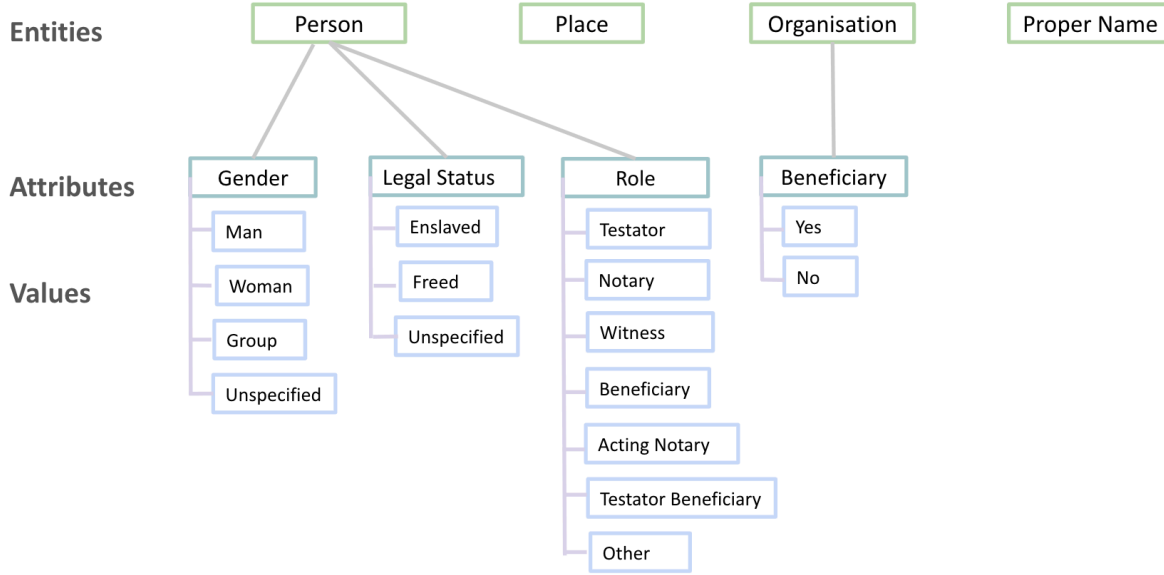 Entities
Person
Place
Organisation
Proper Name
Attributes
Gender
Legal Status
Role
Beneficiary
Values
Man
Woman
Group
Unspecified
Enslaved
Freed
Unspecified
Testator
Notary
Witness
Beneficiary
Acting Notary
Testator Beneficiary
Other
Yes
No